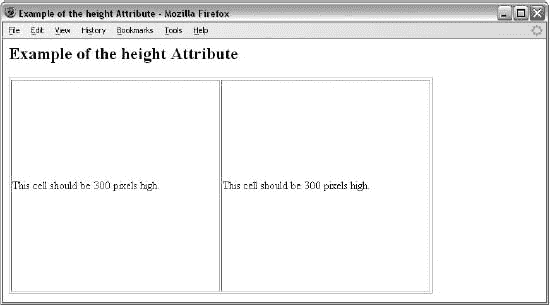 Example of the height Attribute - Mozilla Firefox
File Edit View History Bookmarks Tools Help
Example of the height Attribute
This cell should be 300 pixels high. This cell should be 300 pixels high.